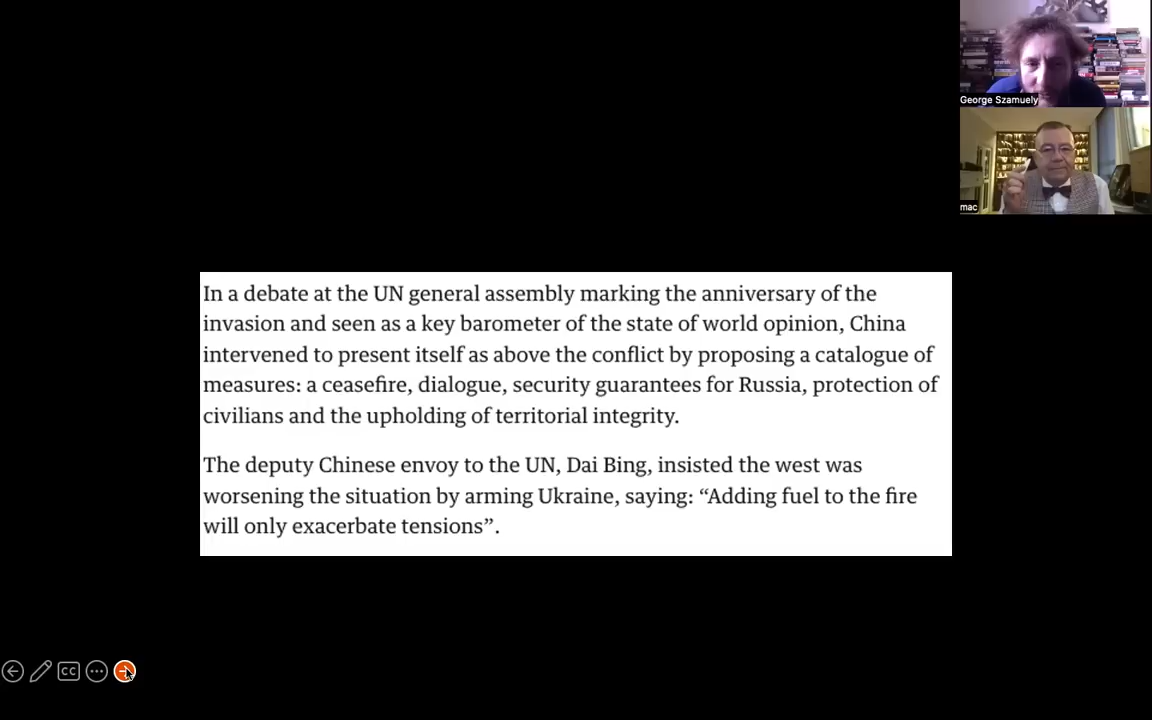 George Szamuely
mac
In a debate at the UN general assembly marking the anniversary of the
invasion and seen as a key barometer of the state of world opinion, China
intervened to present itself as above the conflict by proposing a catalogue of
measures: a ceasefire, dialogue, security guarantees for Russia, protection of
civilians and the upholding of territorial integrity.
The deputy Chinese envoy to the UN, Dai Bing, insisted the west was
worsening the situation by arming Ukraine, saying: “Adding fuel to the fire
will only exacerbate tensions”.
CC